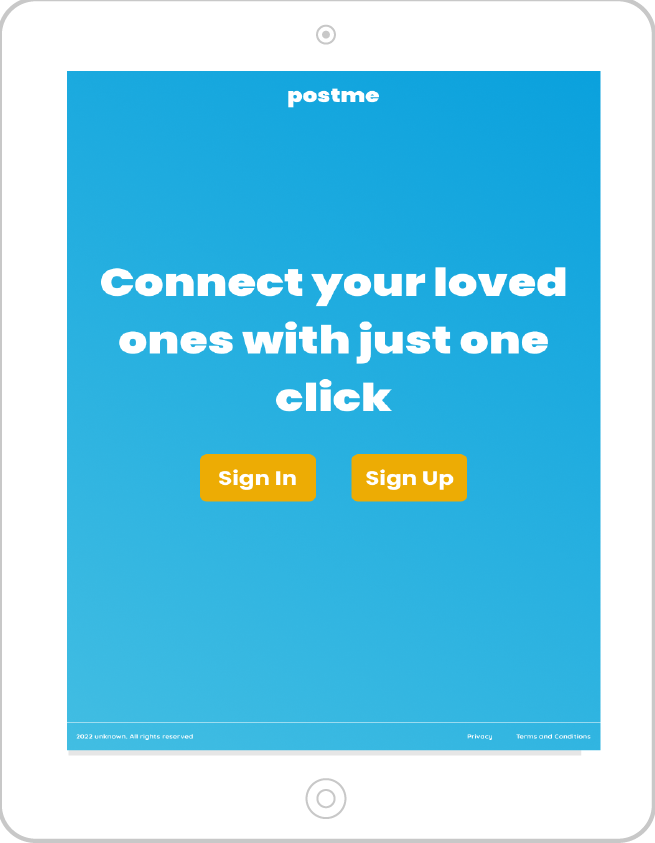 postme
Connect your loved
ones with just one
click
Sign In Sign Up
2022 unknown. All rights reserved Privacy Terms and Conditions